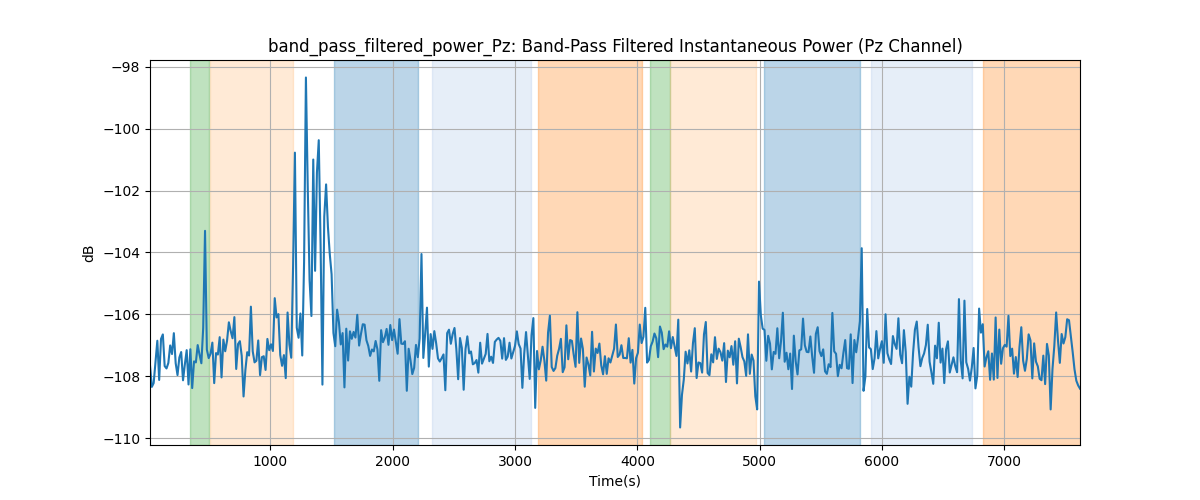 band_pass_filtered_power_Pz: Band-Pass Filtered Instantaneous Power (Pz Channel)
−98
−100
−102
−104
−106
−108
−110
dB
1000 2000 3000 4000 5000 6000 7000
Time(s)